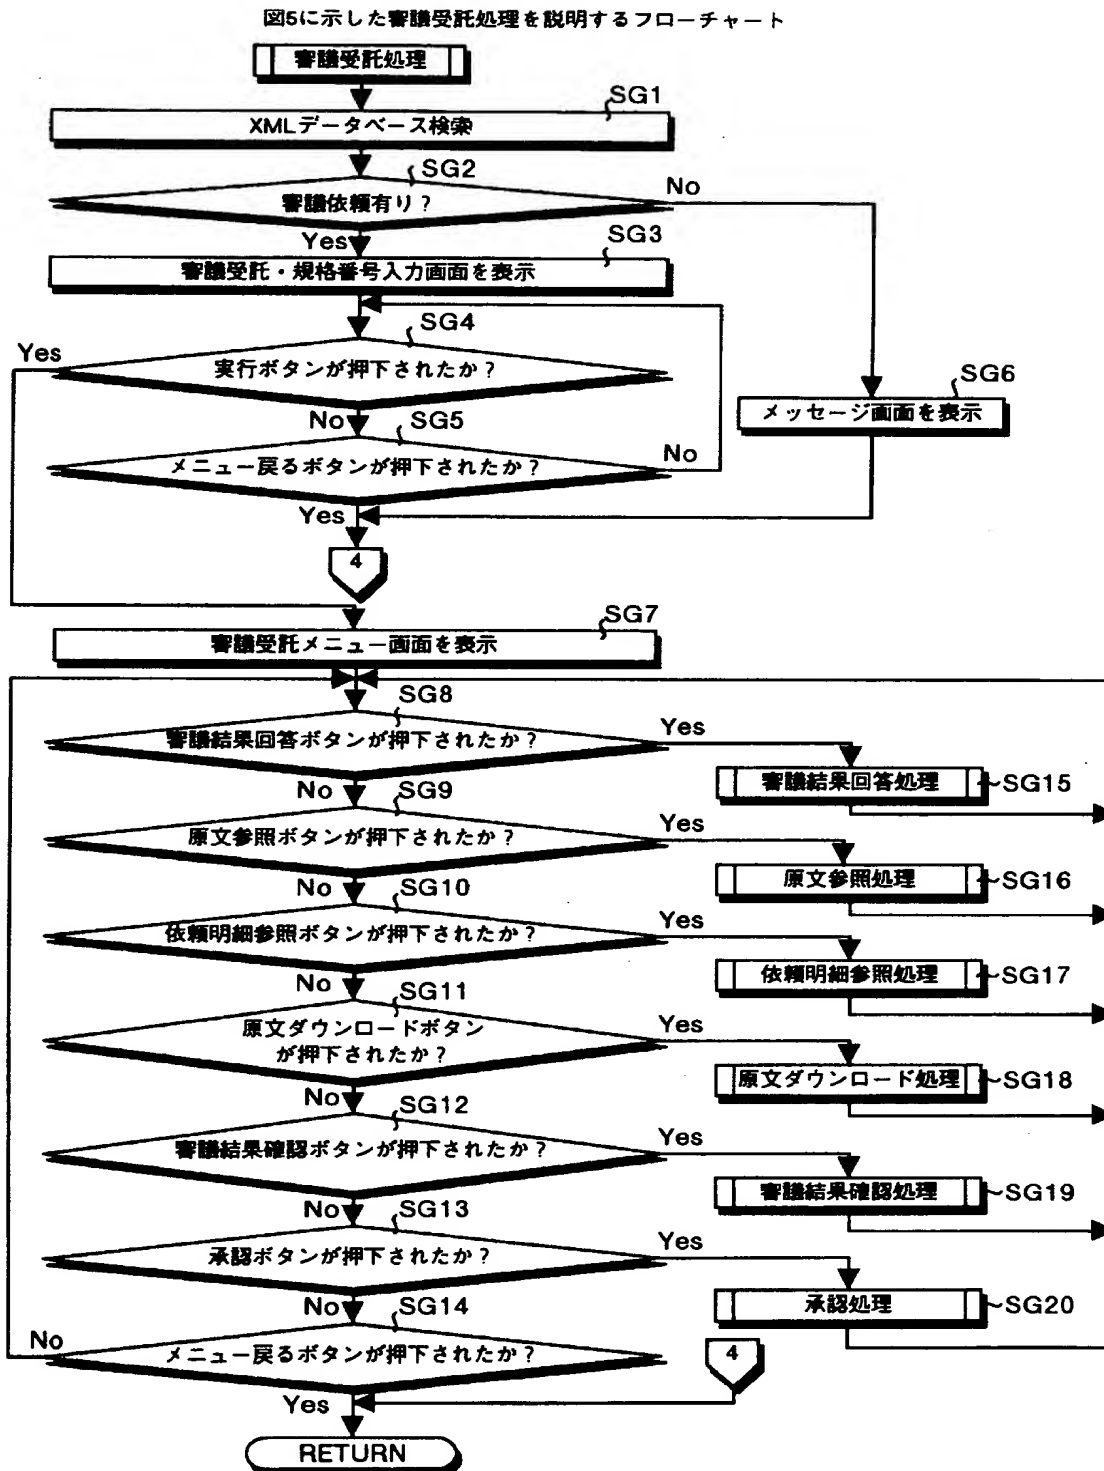 図5に示した審議受託処理を説明するフローチャート
審議受託処理
SG1
XMLデータベース検索
SG2
審議依頼有り？
No
Yes
SG3
審議受託・規格番号入力画面を表示
SG4
Yes
実行ボタンが押下されたか？
SG6
メッセージ画面を表示
No
SG5
メニュー戻るボタンが押下されたか？
No
Yes
4
SG7
審議受託メニュー画面を表示
SG8
審議結果回答ボタンが押下されたか？
Yes
審議結果回答処理
SG15
No
SG9
原文参照ボタンが押下されたか？
Yes
原文参照処理
SG16
No
SG10
依頼明細参照ボタンが押下されたか？
Yes
依頼明細参照処理
SG17
No
SG11
原文ダウンロードボタン
が押下されたか？
Yes
原文ダウンロード処理
SG18
No
SG12
審議結果確認ボタンが押下されたか？
Yes
審議結果確認処理
SG19
No
SG13
承認ボタンが押下されたか？
Yes
承認処理
SG20
No
SG14
No
メニュー戻るボタンが押下されたか？
4
Yes
RETURN